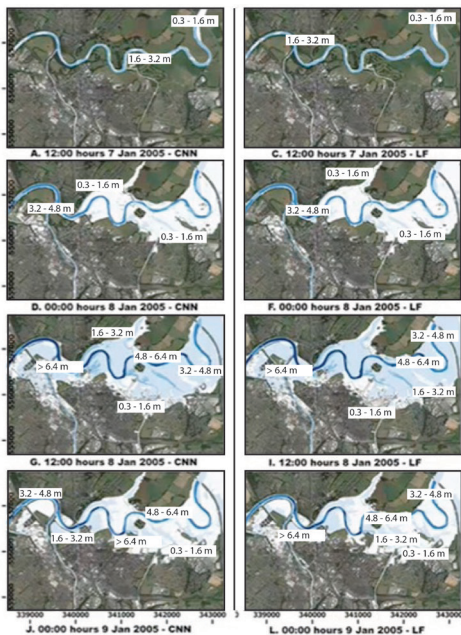 0.3 - 1.6 m
1.6 - 3.2 m
A. 12:00 hours 7 Jan 2005 - CNN
0.3 - 1.6 m
1.6 - 3.2 m
C. 12:00 hours 7 Jan 2005 - LF
0.3 - 1.6 m
3.2 - 4.8 m
0.3 - 1.6 m
D. 00:00 hours 8 Jan 2005 - CNN
0.3 - 1.6 m
3.2 - 4.8 m
0.3 - 1.6 m
F. 00:00 hours 8 Jan 2005 - LF
1.6 - 3.2 m
4.8 - 6.4 m
> 6.4 m
3.2 - 4.8 m
0.3 - 1.6 m
G. 12:00 hours 8 Jan 2005 - CNN
3.2 - 4.8 m
4.8 - 6.4 m
> 6.4 m
1.6 - 3.2 m
0.3 - 1.6 m
I. 12:00 hours 8 Jan 2005 - LF
3.2 - 4.8 m
4.8 - 6.4 m
1.6 - 3.2 m
> 6.4 m
0.3 - 1.6 m
339000 340000 341000 342000 343000
J. 00:00 hours 9 Jan 2005 - CNN
3.2 - 4.8 m
4.8 - 6.4 m
> 6.4 m
1.6 - 3.2 m
0.3 - 1.6 m
339000 340000 341000 342000 343000
L. 00:00 hours 9 Jan 2005 - LF